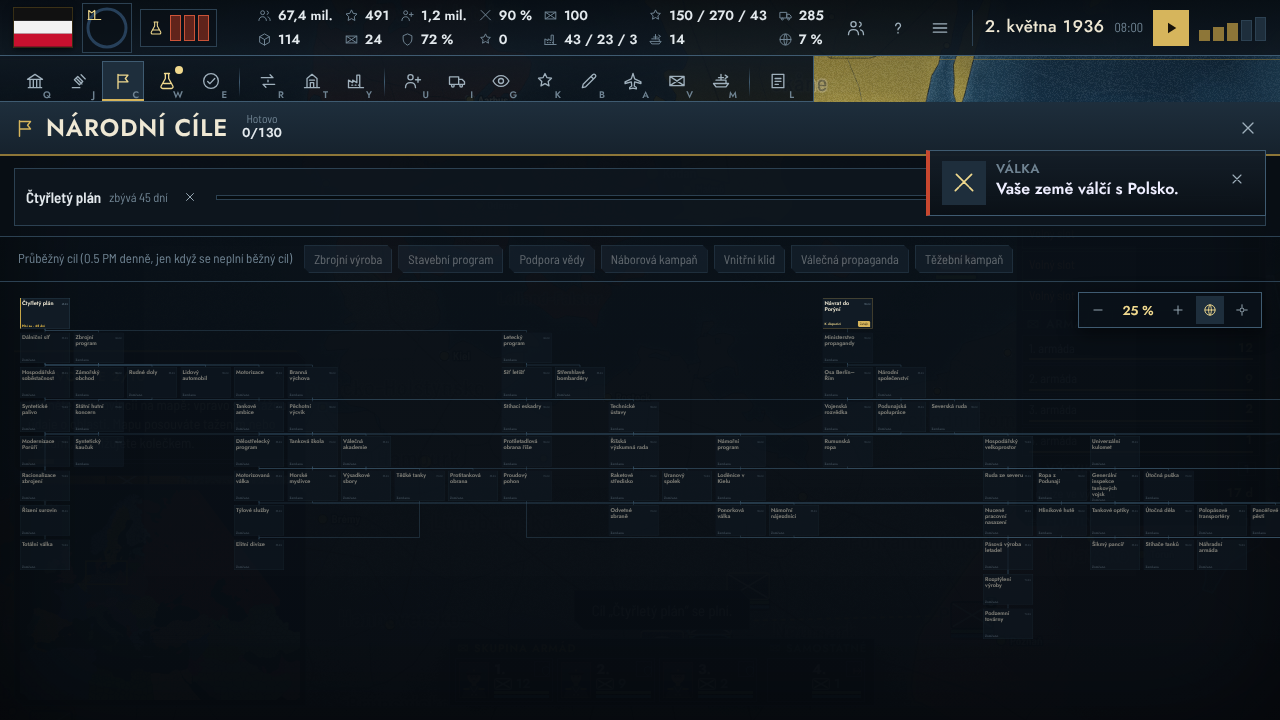 67,4 mil. 491 1,2 mil. 90 % 100 150 / 270 / 43 285
114 24 72 % 0 43 / 23 / 3 14 7 %
2. května 1936 08:00
Q J C W E R T Y U I G K B A V M L
NÁRODNÍ CÍLE
Hotovo
0/130
VÁLKA
Vaše země válčí s Polsko.
Čtyřletý plán zbývá 45 dní
Průběžný cíl (0.5 PM denně, jen když se neplní běžný cíl) Zbrojní výroba Stavební program Podpora vědy Náborová kampaň Vnitřní klid Válečná propaganda Těžební kampaň
25 %
Čtyřletý plán
Návrat do Porýní
Dálniční síť
Zbrojní program
Letecký program
Ministerstvo propagandy
Hospodářská soběstačnost
Zámořský obchod
Rudné doly
Lidový automobil
Motorizace
Branná výchova
Síť letišť
Střemhlavé bombardéry
Osa Berlín–Řím
Národní společenství
Syntetické palivo
Státní hutní koncern
Tankové ambice
Pěchotní výcvik
Stíhací eskadry
Technické ústavy
Vojenská rozvědka
Podunajská spolupráce
Severská ruda
Modernizace Porúří
Syntetický kaučuk
Dělostřelecký program
Tanková škola
Válečná akademie
Protiletadlová obrana říše
Říšská výzkumná rada
Námořní program
Rumunská ropa
Hospodářský velkoprostor
Univerzální kulomet
Racionalizace zbrojení
Motorizovaná válka
Horské myslivce
Výsadkové sbory
Těžké tanky
Protitanková obrana
Proudový pohon
Raketové středisko
Uranový spolek
Loděnice v Kielu
Ruda ze severu
Ropa z Podunají
Generální inspekce tankových vojsk
Útočná puška
Řízení surovin
Týlové služby
Odvetné zbraně
Ponorková válka
Námořní nájezdníci
Nucené pracovní nasazení
Hliníkové hutě
Tankové optiky
Útočná děla
Polopásové transportéry
Totální válka
Elitní divize
Pásová výroba letadel
Šikmý pancíř
Stíhače tanků
Náhradní armáda
Rozptýlení výroby
Podzemní továrny